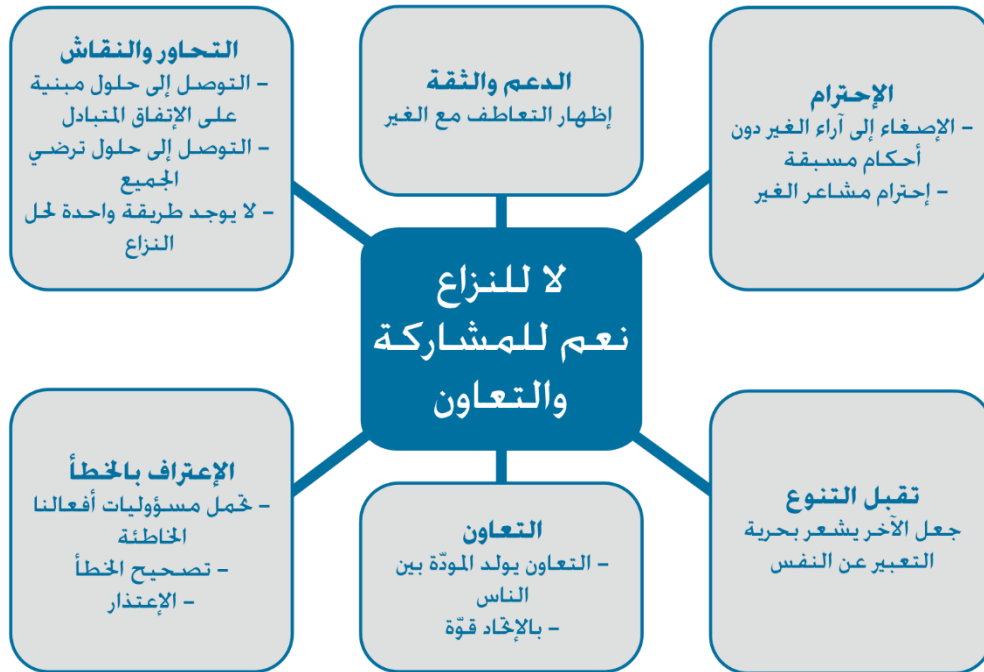 الإحترام
- الإصغاء إلى آراء الغير دون
أحكام مسبقة
- إحترام مشاعر الغير
الدعم والثقة
إظهار التعاطف مع الغير
التحاور والنقاش
- التوصل إلى حلول مبنية
على الإتفاق المتبادل
- التوصل إلى حلول ترضي
الجميع
- لا يوجد طريقة واحدة لحل
النزاع
لا للنزاع
نعم للمشاركة
والتعاون
تقبل التنوع
جعل الآخر يشعر بحرية
التعبير عن النفس
التعاون
- التعاون يولد المودّة بين
الناس
- بالإتحاد قوّة
الإعتراف بالخطأ
- تحمل مسؤوليات أفعالنا
الخاطئة
- تصحيح الخطأ
- الإعتذار